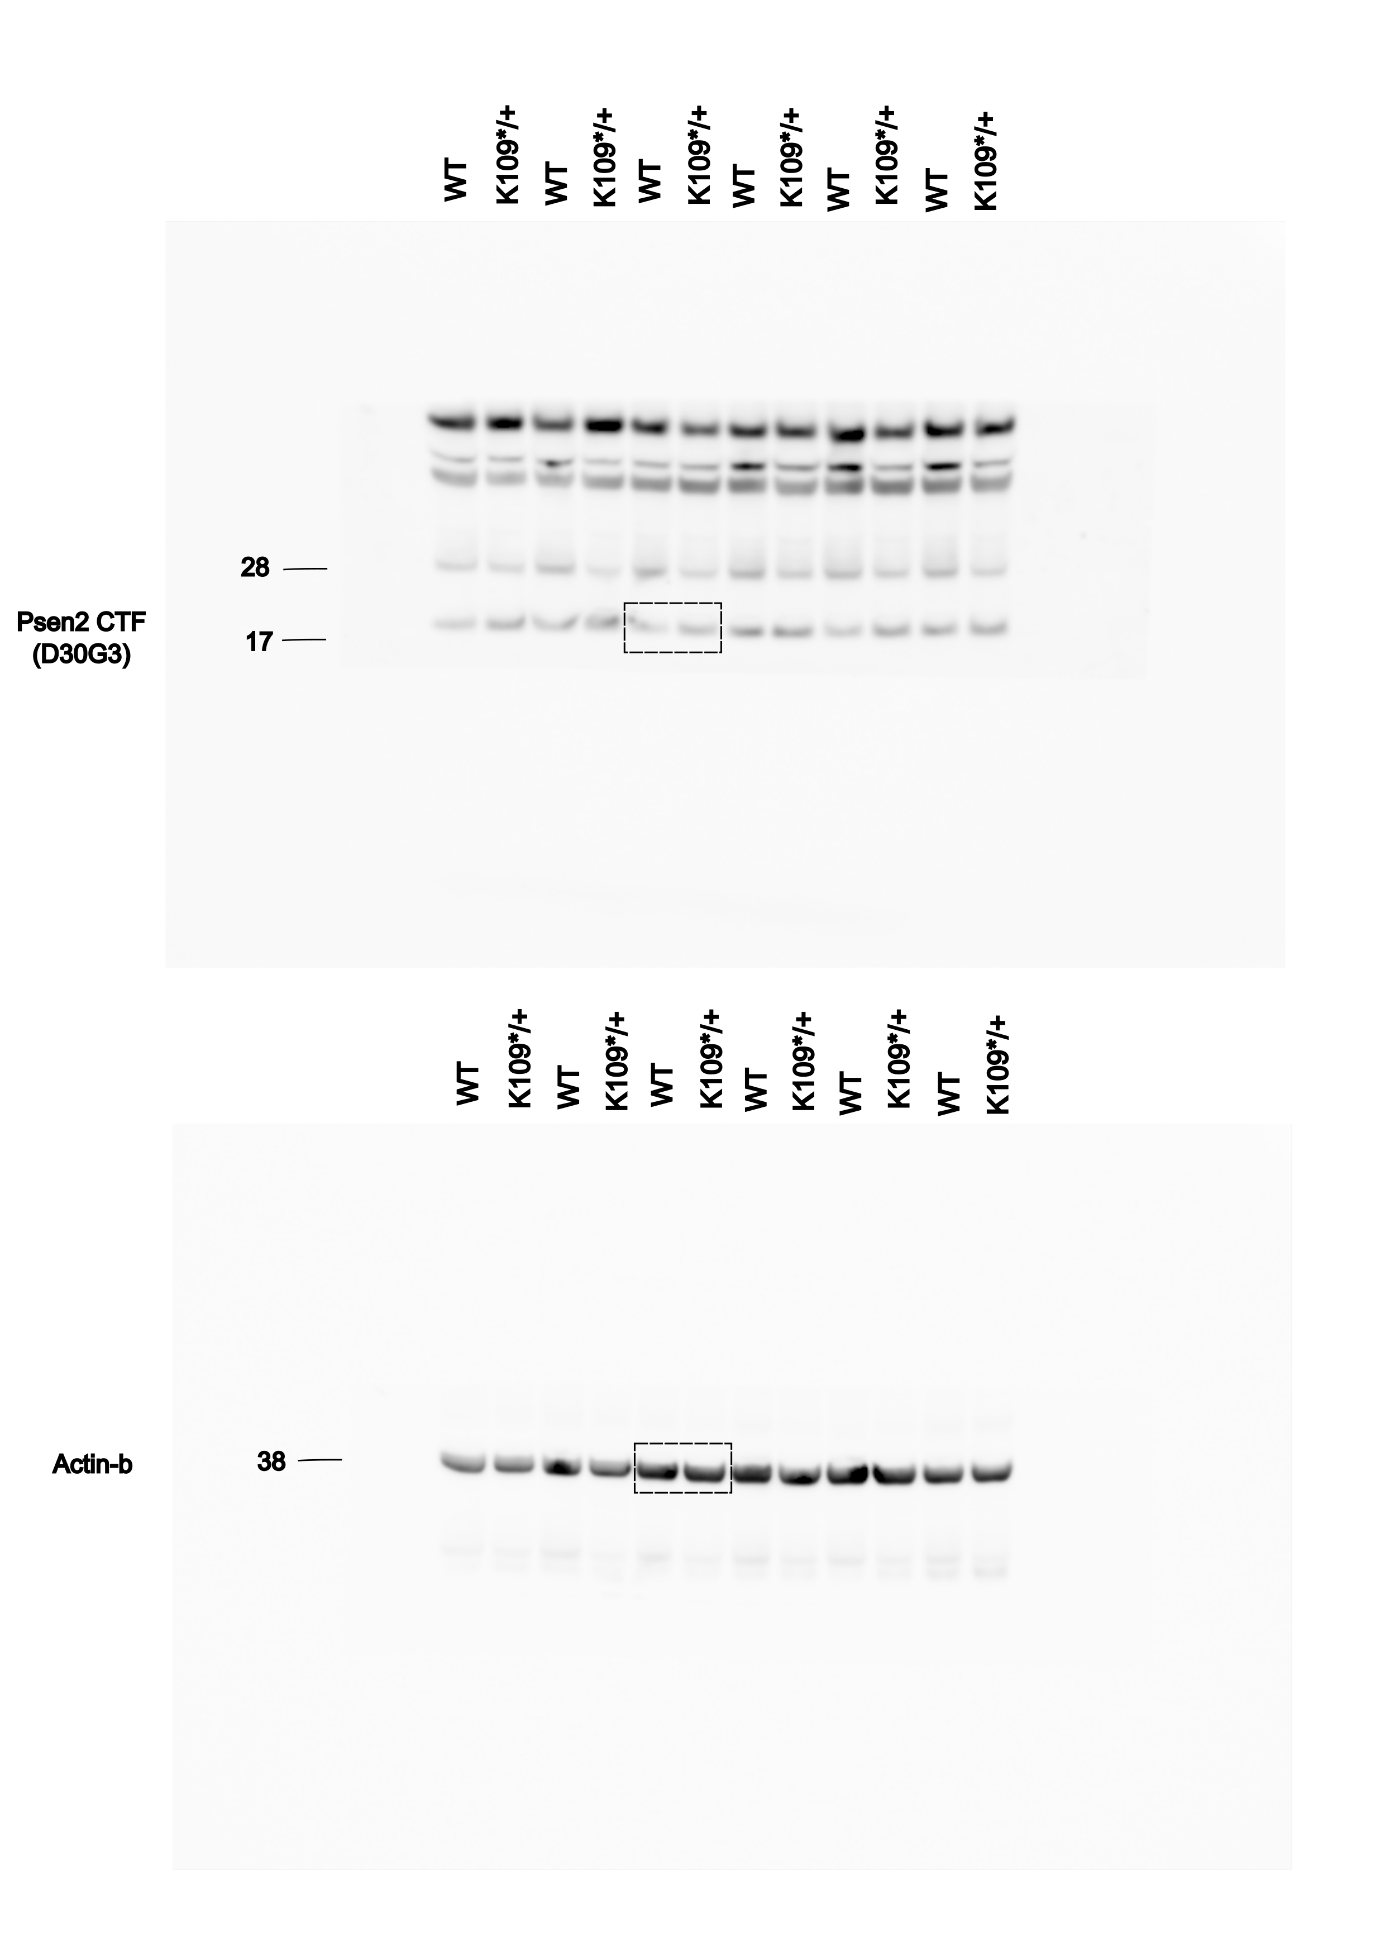 WT K109*/+ WT K109*/+ WT K109*/+ WT K109*/+ WT K109*/+ WT K109*/+
28
Psen2 CTF
(D30G3)
17
WT K109*/+ WT K109*/+ WT K109*/+ WT K109*/+ WT K109*/+ WT K109*/+
Actin-b
38